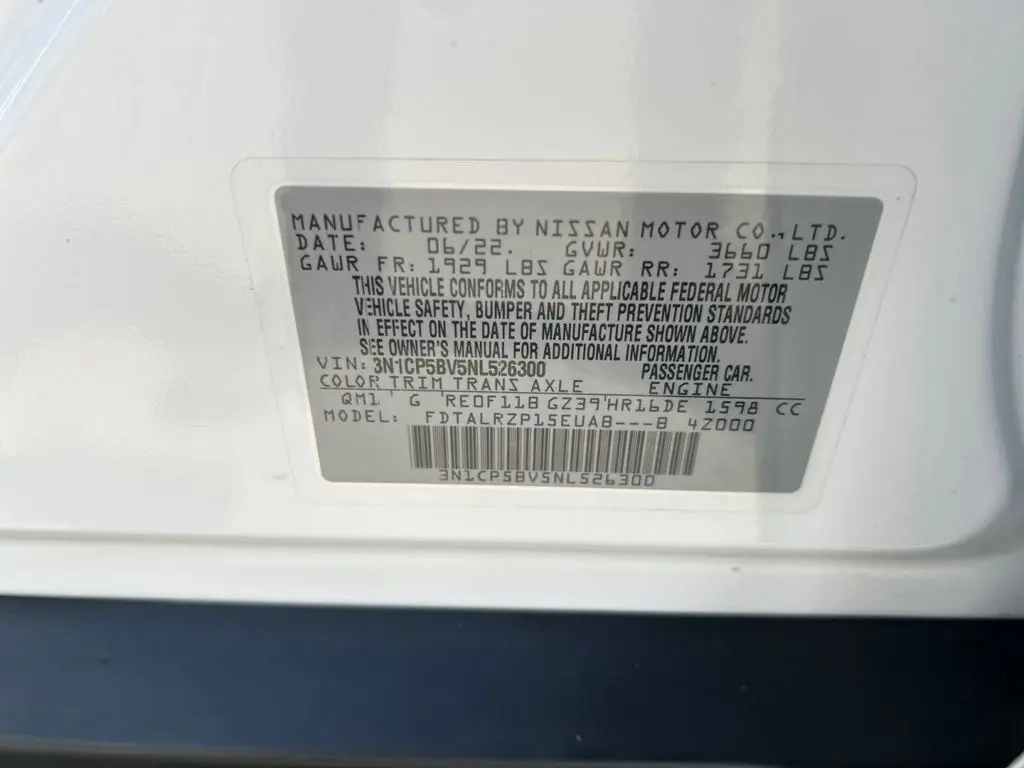 MANUFACTURED BY NISSAN MOTOR CO., LTD.
DATE: 06/22. GVWR: 3660 LBS
GAWR FR: 1929 LBS GAWR RR: 1731 LBS
THIS VEHICLE CONFORMS TO ALL APPLICABLE FEDERAL MOTOR
VEHICLE SAFETY, BUMPER AND THEFT PREVENTION STANDARDS
IN EFFECT ON THE DATE OF MANUFACTURE SHOWN ABOVE.
SEE OWNER'S MANUAL FOR ADDITIONAL INFORMATION.
VIN: 3N1CP5BV5NL526300 PASSENGER CAR.
COLOR TRIM TRANS AXLE ENGINE
QM1 G RE0F11B GZ39 HR16DE 1598 CC
MODEL: FDTALRZP15EUAB---B 4Z000
3N1CP5BV5NL526300